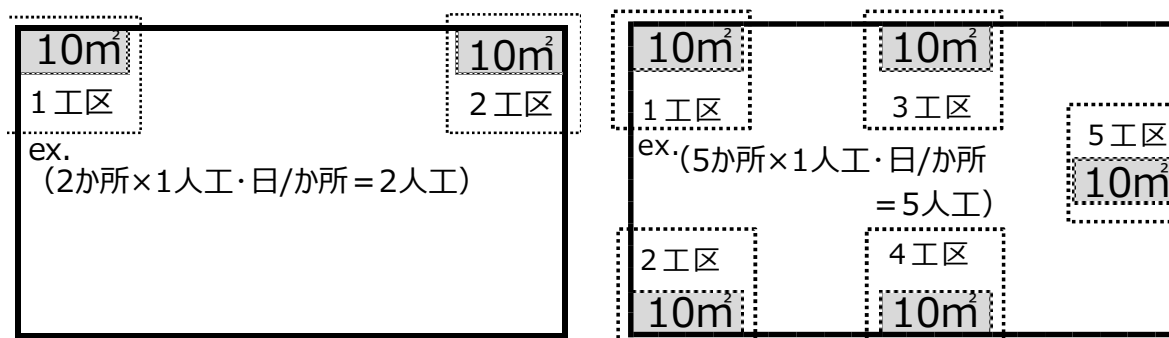 10㎡
1工区
10㎡
2工区
ex.
（2か所×1人工･日/か所＝2人工）
10㎡
1工区
10㎡
3工区
5工区
10㎡
ex.(5か所×1人工･日/か所
＝5人工）
2工区
10㎡
4工区
10㎡